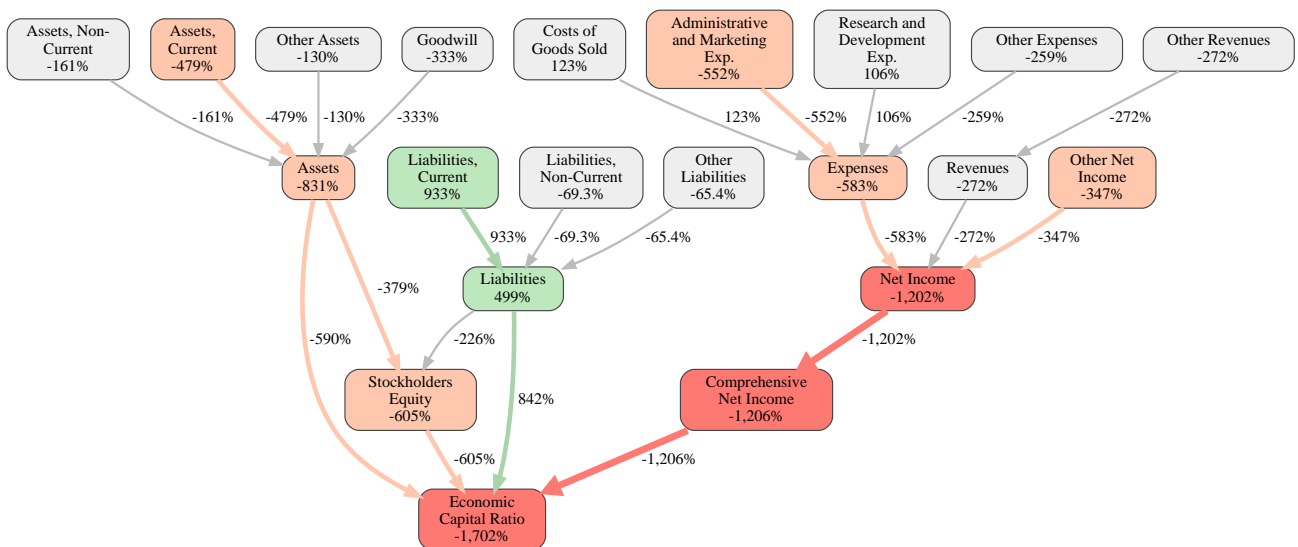 Assets, Non-
Current
-161%
Assets,
Current
-479%
Other Assets
-130%
Goodwill
-333%
Costs of
Goods Sold
123%
Administrative
and Marketing
Exp.
-552%
Research and
Development
Exp.
106%
Other Expenses
-259%
Other Revenues
-272%
-161%
-479%
-130%
-333%
123%
-552%
106%
-259%
-272%
Assets
-831%
Liabilities,
Current
933%
Liabilities,
Non-Current
-69.3%
Other
Liabilities
-65.4%
Expenses
-583%
Revenues
-272%
Other Net
Income
-347%
933%
-69.3%
-65.4%
-583%
-272%
-347%
-379%
Liabilities
499%
Net Income
-1,202%
-590%
-226%
-1,202%
Stockholders
Equity
-605%
842%
Comprehensive
Net Income
-1,206%
-605%
-1,206%
Economic
Capital Ratio
-1,702%